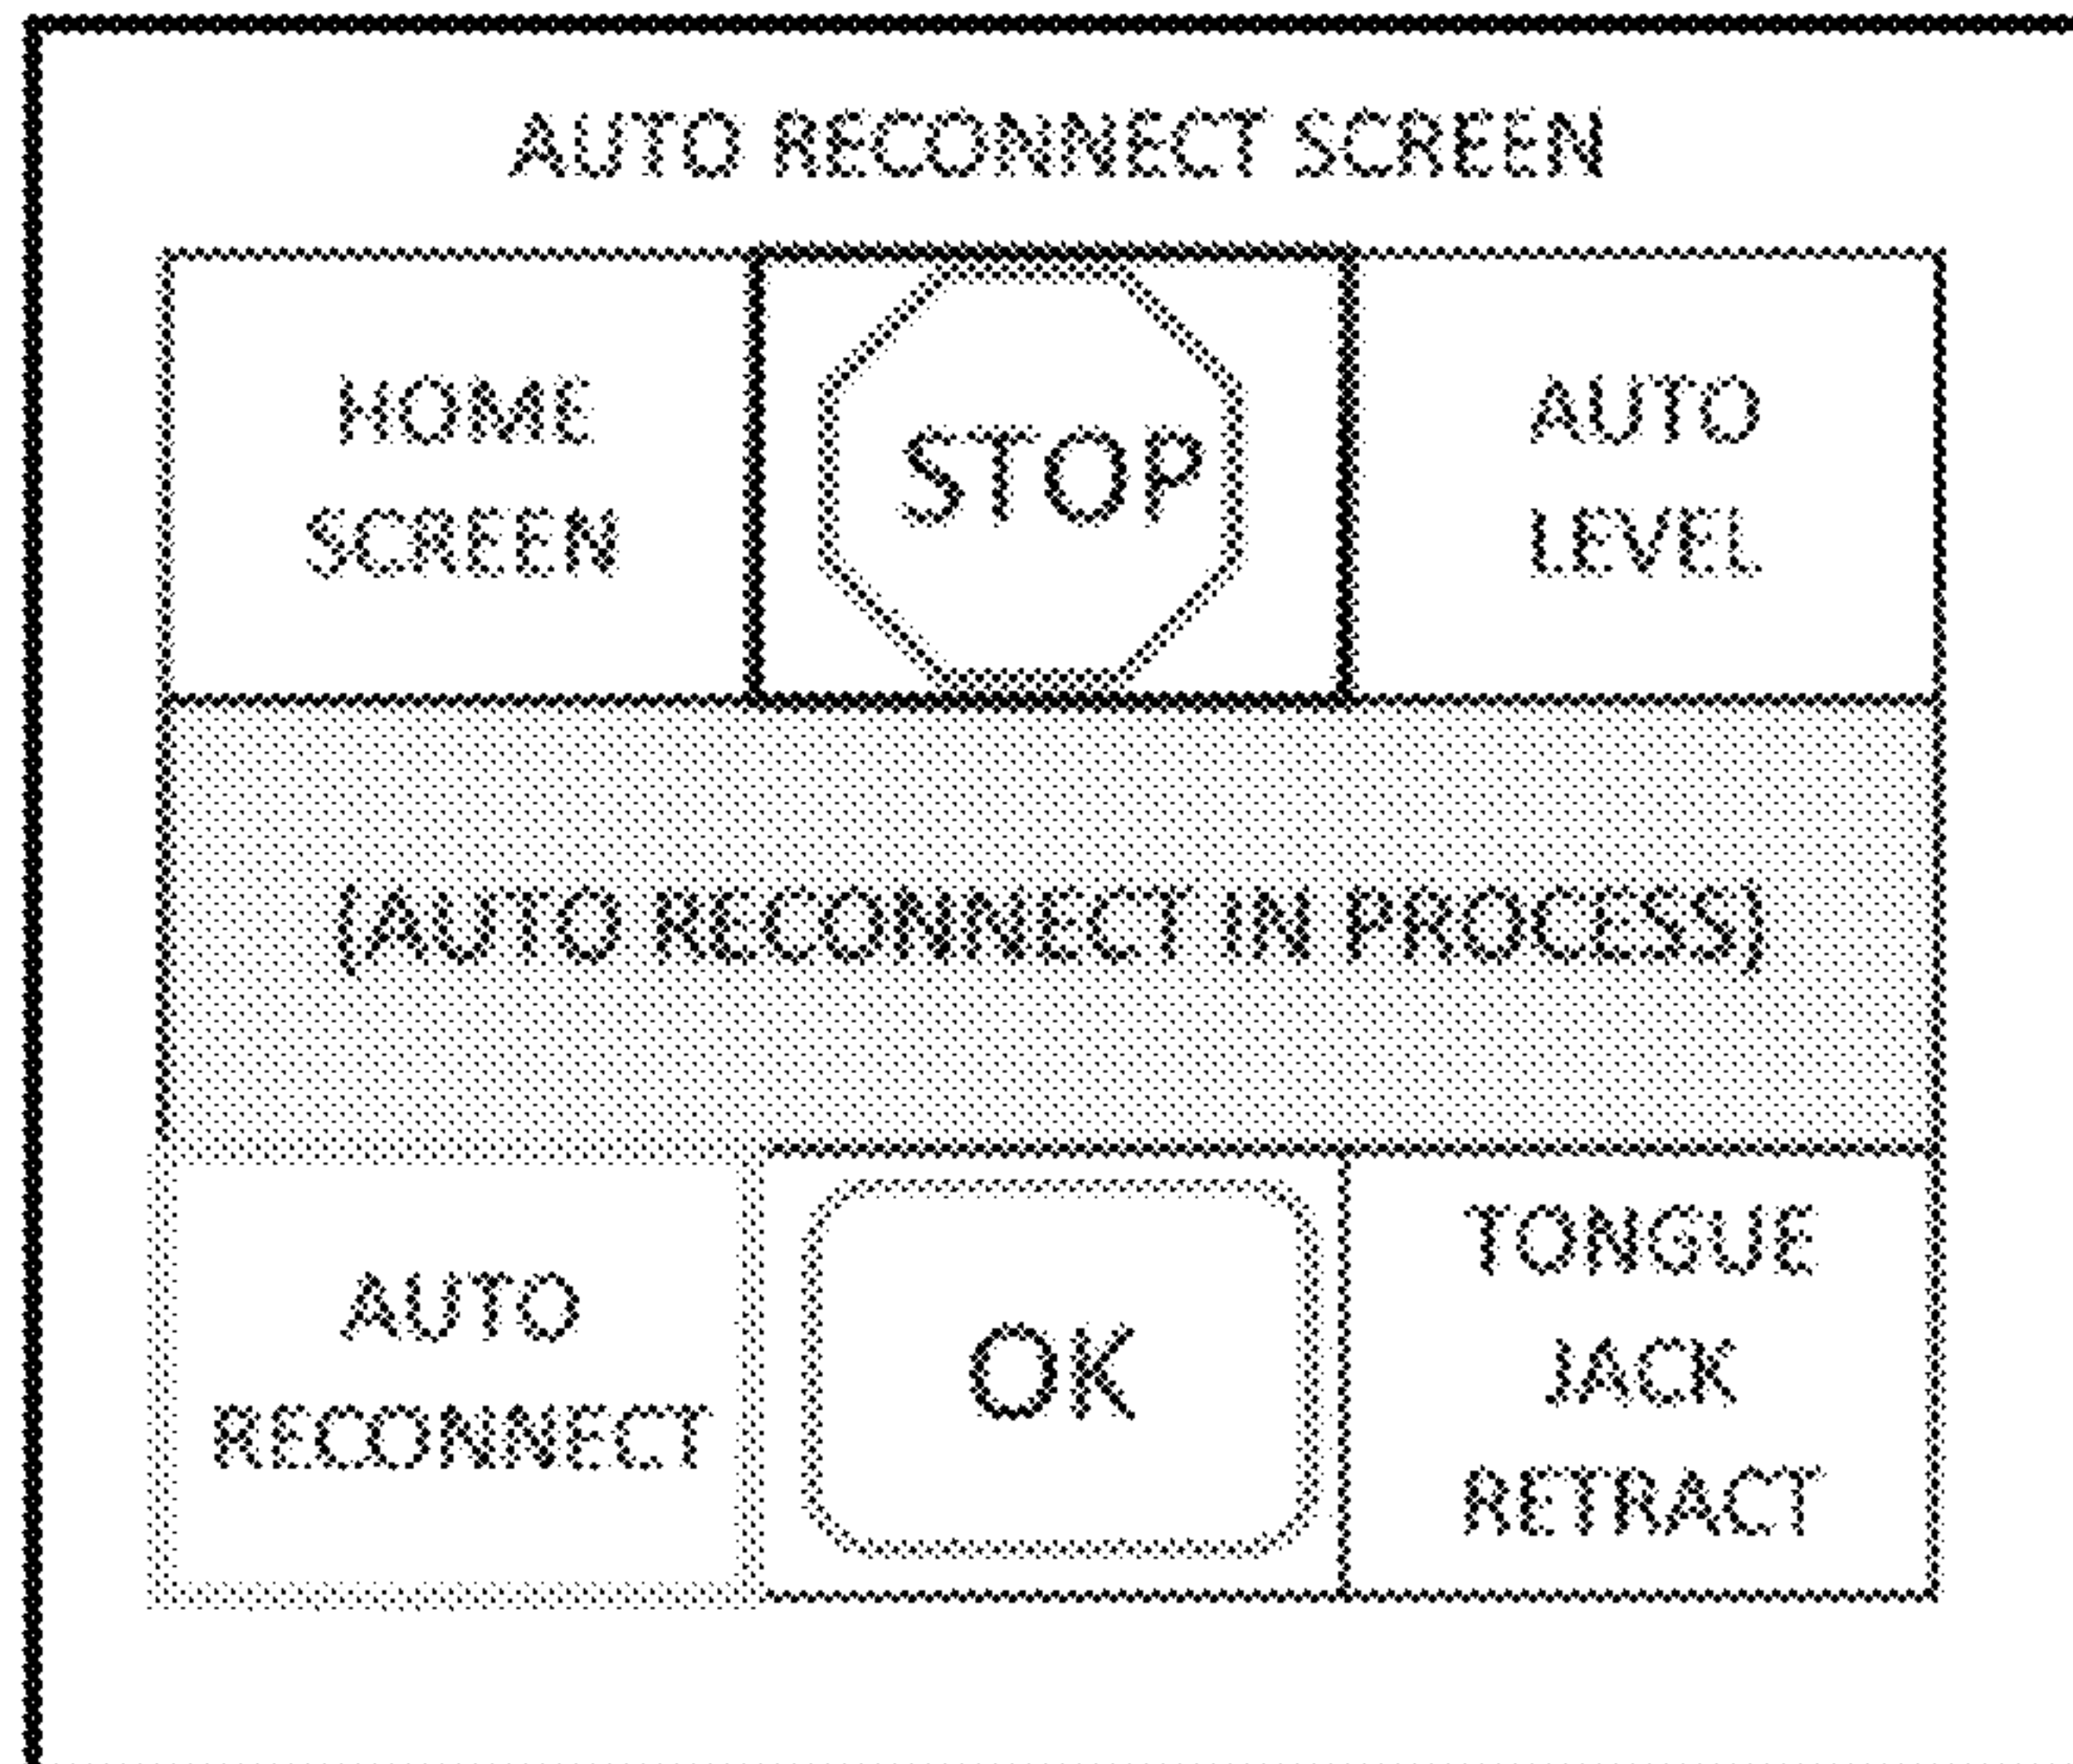 AUTO RECONNECT SCREEN
HOME
SCREEN
STOP
AUTO
LEVEL
(AUTO RECONNECT IN PROCESS)
AUTO
RECONNECT
OK
TONGUE
JACK
RETRACT